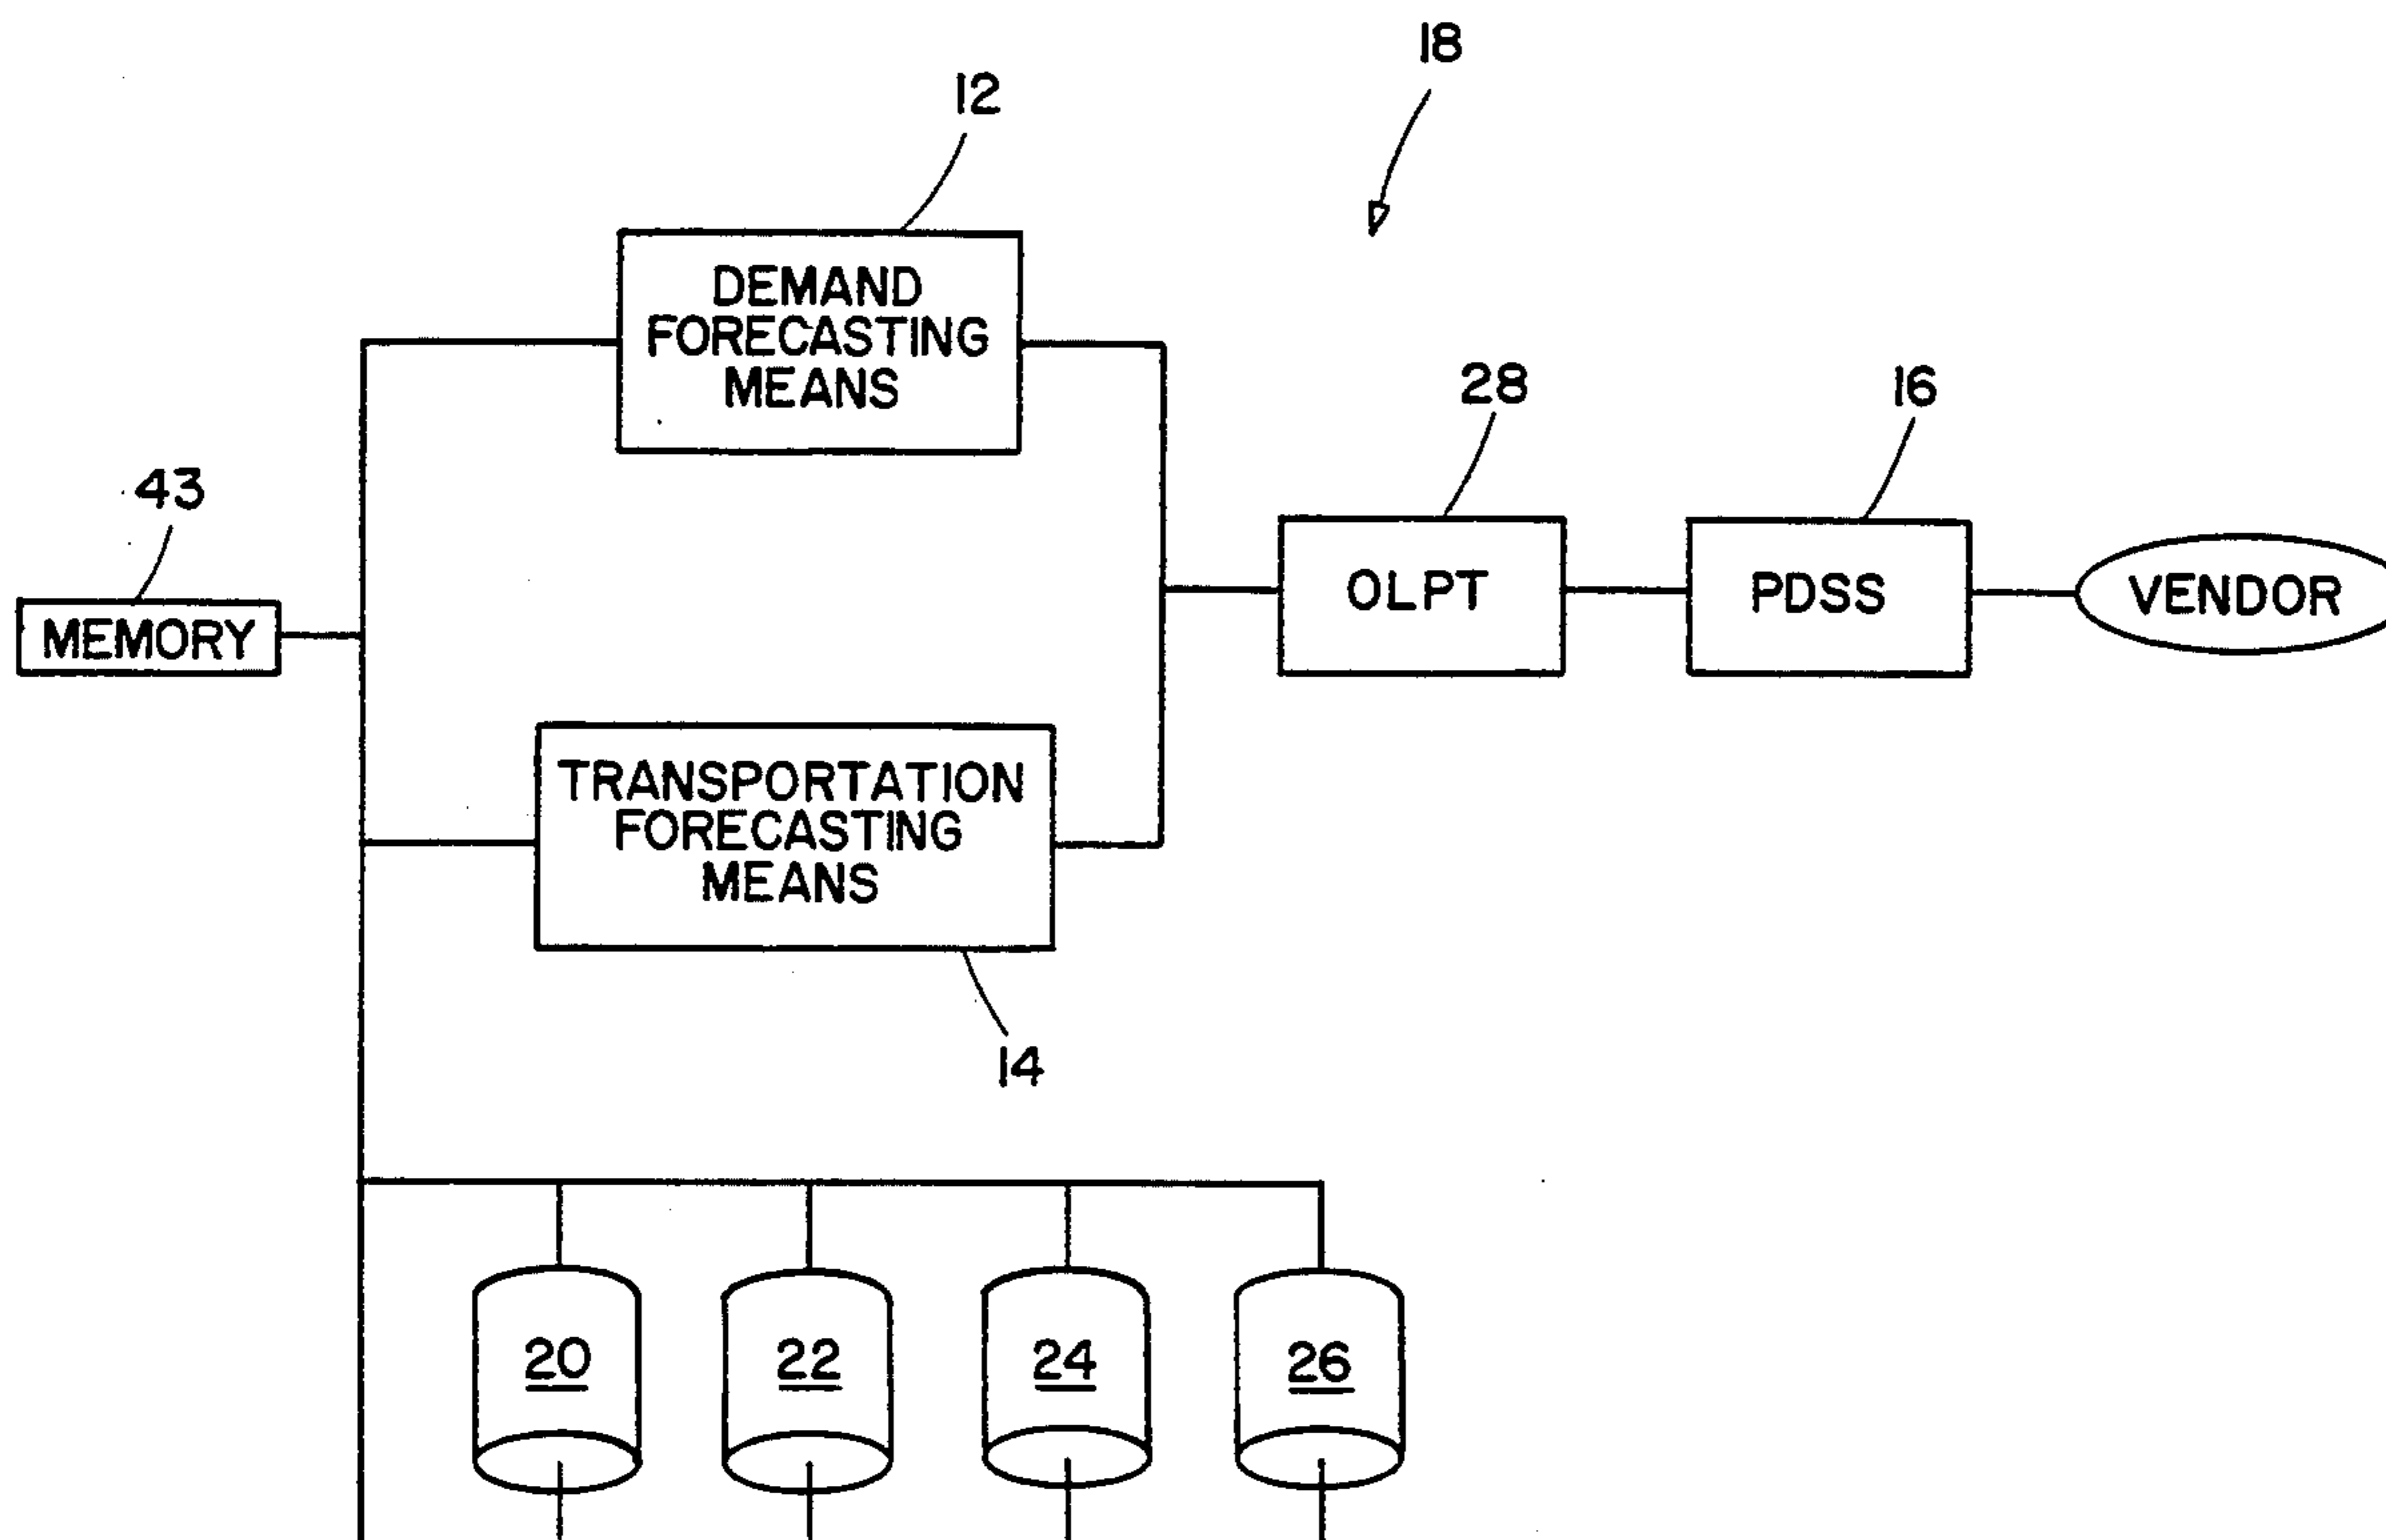 18
12
DEMAND
FORECASTING
MEANS
28
16
43
OLPT
PDSS
VENDOR
MEMORY
TRANSPORTATION
FORECASTING
MEANS
14
20
22
24
26